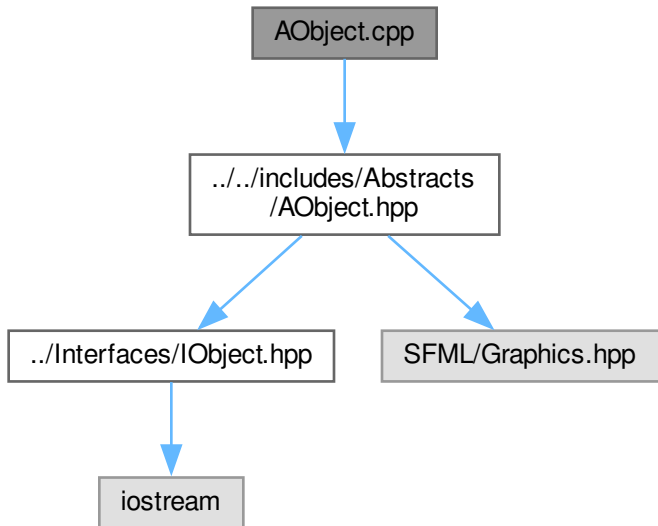 AObject.cpp
../../includes/Abstracts
/AObject.hpp
../Interfaces/IObject.hpp
SFML/Graphics.hpp
iostream